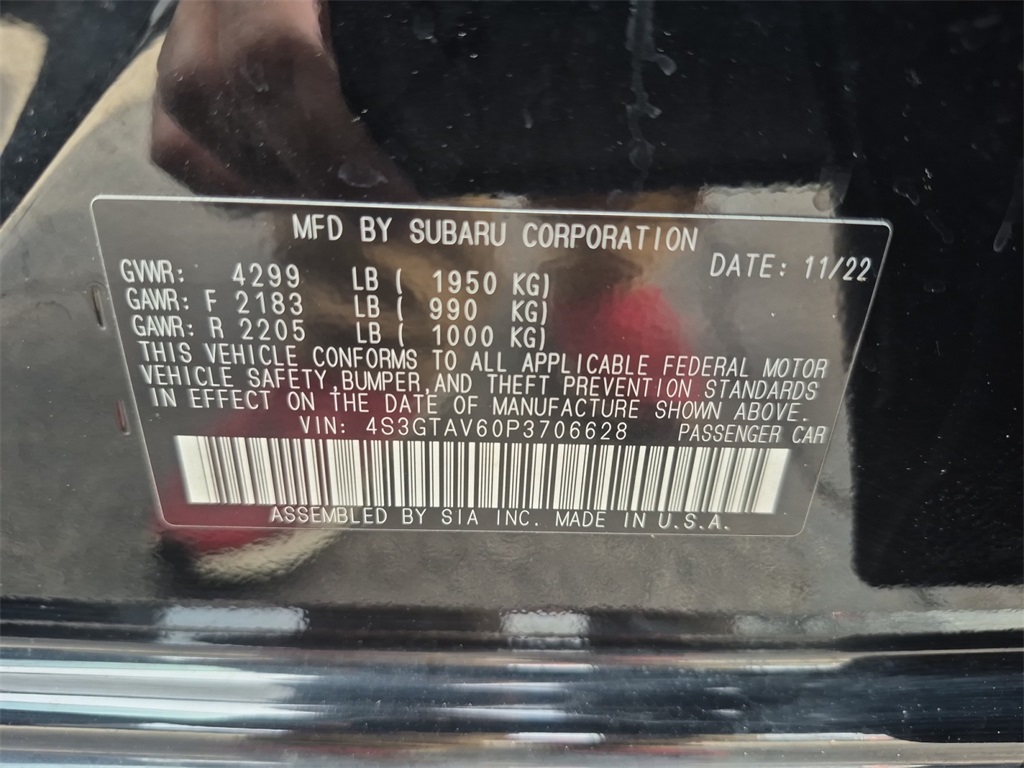 MFD BY SUBARU CORPORATION
DATE: 11/22
GVWR: 4299 LB ( 1950 KG)
GAWR: F 2183 LB ( 990 KG)
GAWR: R 2205 LB ( 1000 KG)
THIS VEHICLE CONFORMS TO ALL APPLICABLE FEDERAL MOTOR
VEHICLE SAFETY,BUMPER,AND THEFT PREVENTION STANDARDS
IN EFFECT ON THE DATE OF MANUFACTURE SHOWN ABOVE.
VIN: 4S3GTAV60P3706628 PASSENGER CAR
ASSEMBLED BY SIA INC. MADE IN U.S.A.